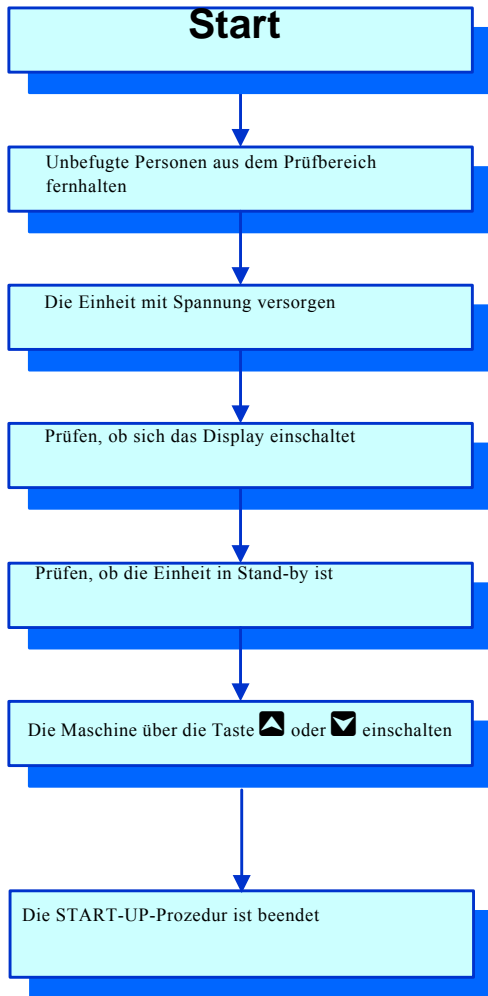 Start
Unbefugte Personen aus dem Prüfbereich
fernhalten
Die Einheit mit Spannung versorgen
Prüfen, ob sich das Display einschaltet
Prüfen, ob die Einheit in Stand-by ist
Die Maschine über die Taste oder einschalten
Die START-UP-Prozedur ist beendet